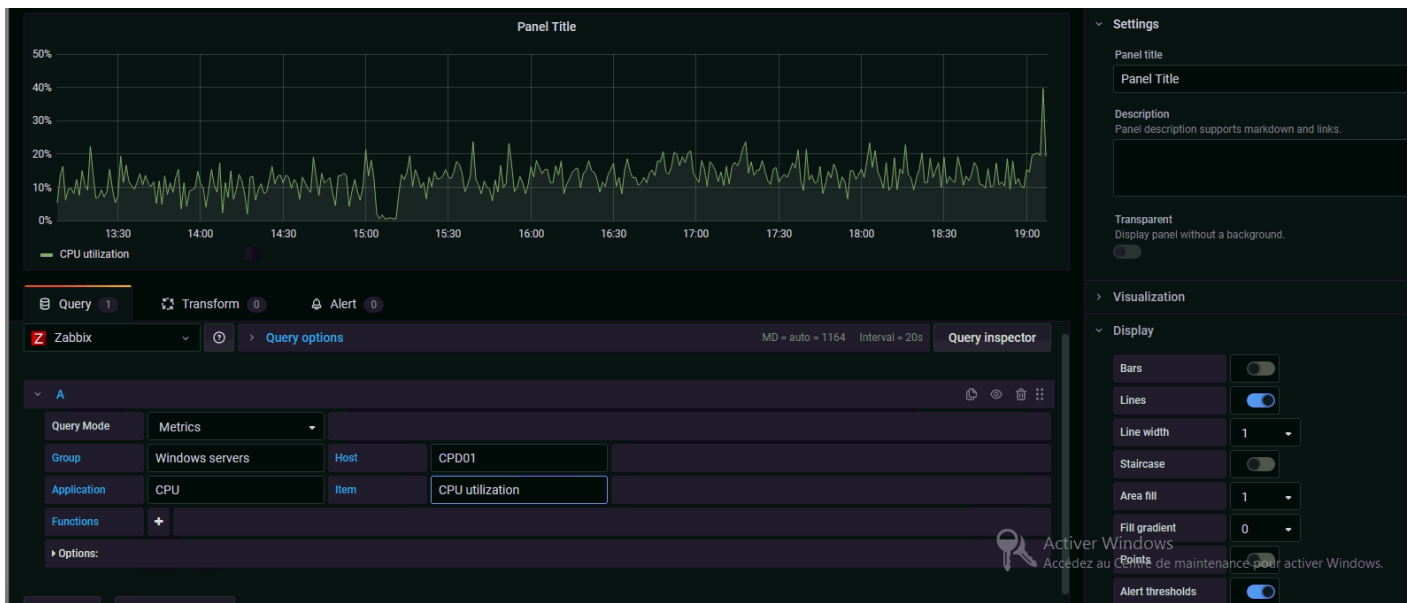 Panel Title
50%
40%
30%
20%
10%
0%
13:30 14:00 14:30 15:00 15:30 16:00 16:30 17:00 17:30 18:00 18:30 19:00
CPU utilization
Query 1 Transform 0 Alert 0
Z Zabbix Query options MD = auto = 1164 Interval = 20s Query inspector
A
Query Mode Metrics
Group Windows servers Host CPD01
Application CPU Item CPU utilization
Functions +
Options:
Settings
Panel title
Panel Title
Description
Panel description supports markdown and links.
Transparent
Display panel without a background.
Visualization
Display
Bars
Lines
Line width 1
Staircase
Area fill 1
Fill gradient 0
Points
Alert thresholds
Activer Windows
Accédez au Centre de maintenance pour activer Windows.